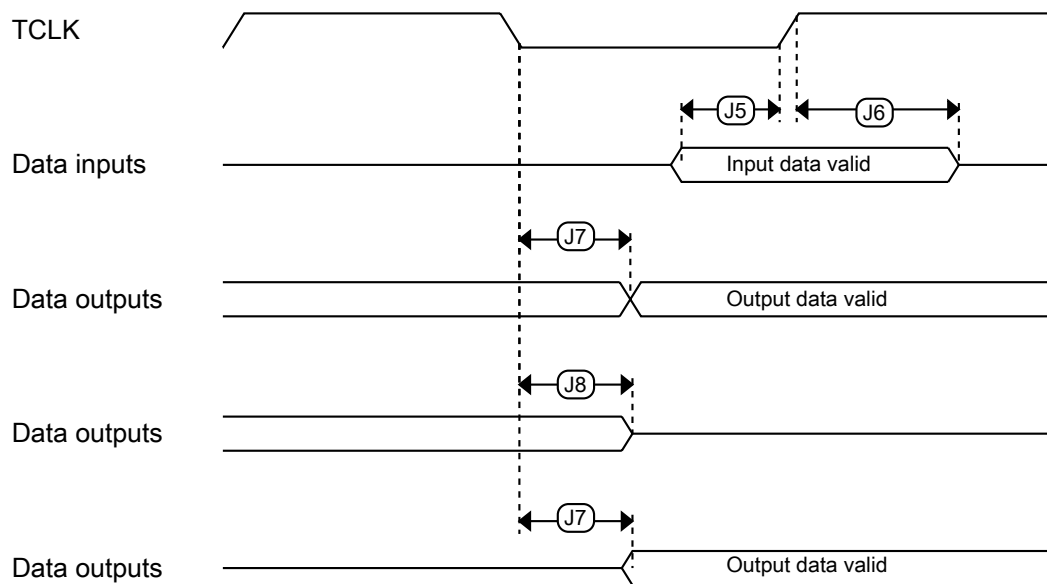 TCLK
J5
J6
Data inputs
Input data valid
J7
Data outputs
Output data valid
J8
Data outputs
J7
Data outputs
Output data valid